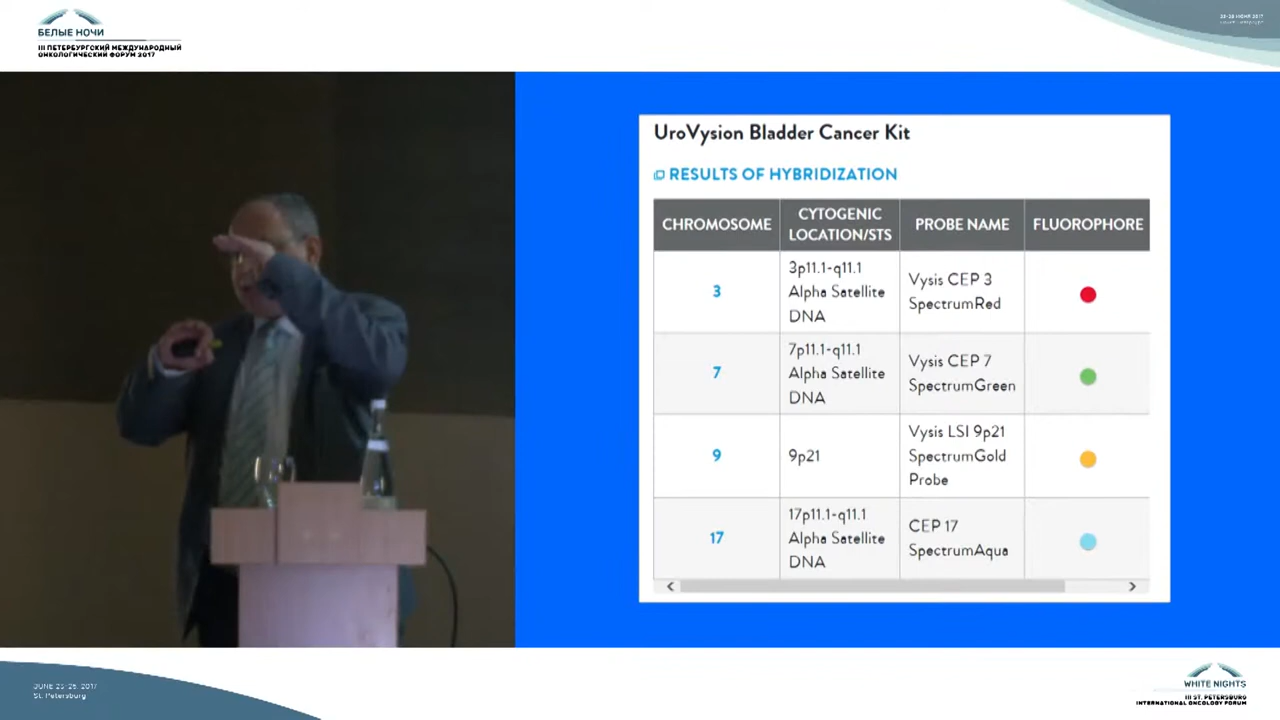 БЕЛЫЕ НОЧИ
III ПЕТЕРБУРГСКИЙ МЕЖДУНАРОДНЫЙ
ОНКОЛОГИЧЕСКИЙ ФОРУМ 2017
UroVysion Bladder Cancer Kit
RESULTS OF HYBRIDIZATION
CHROMOSOME
CYTOGENIC
LOCATION/STS
PROBE NAME
FLUOROPHORE
3
3p11.1-q11.1
Alpha Satellite
DNA
Vysis CEP 3
SpectrumRed
7
7p11.1-q11.1
Alpha Satellite
DNA
Vysis CEP 7
SpectrumGreen
9
9p21
Vysis LSI 9p21
SpectrumGold
Probe
17
17p11.1-q11.1
Alpha Satellite
DNA
CEP 17
SpectrumAqua
St. Petersburg
WHITE NIGHTS
III ST. PETERSBURG
INTERNATIONAL ONCOLOGY FORUM